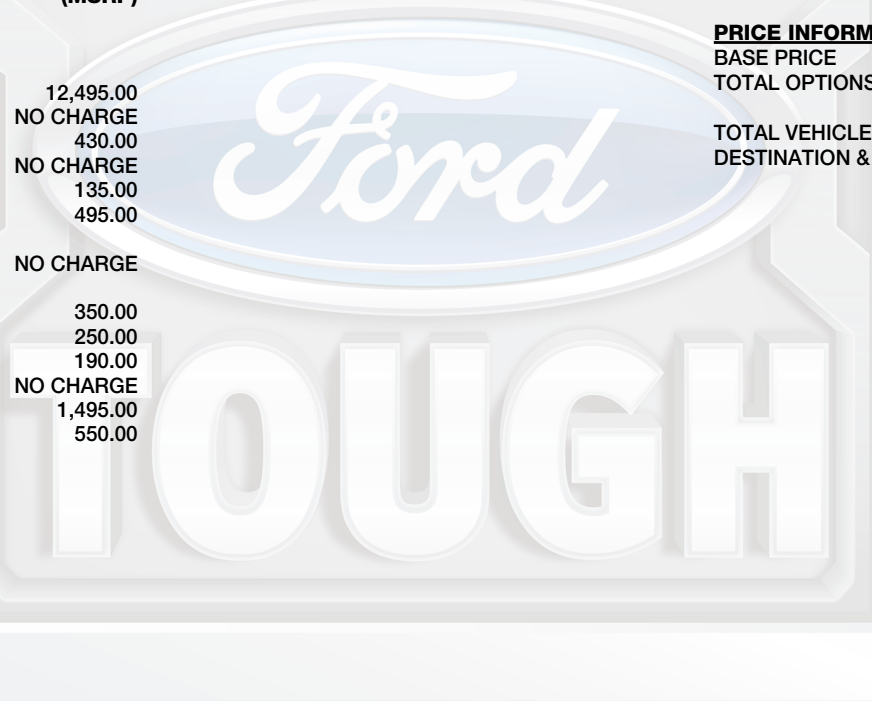 (MSRP)
12,495.00
NO CHARGE
430.00
NO CHARGE
135.00
495.00
NO CHARGE
350.00
250.00
190.00
NO CHARGE
1,495.00
550.00
PRICE INFORM
BASE PRICE
TOTAL OPTIONS
TOTAL VEHICLE
DESTINATION &
Ford
TOUGH